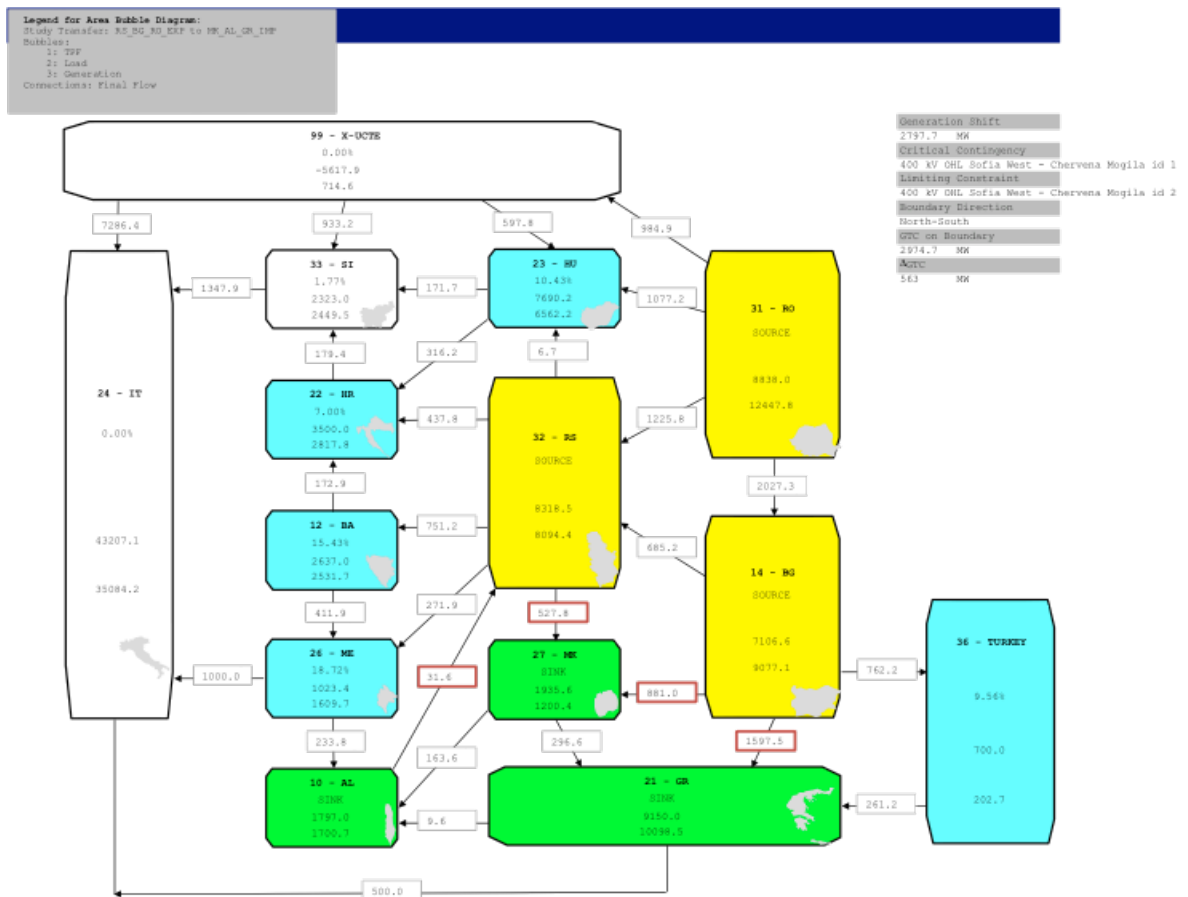 Legend for Area Bubble Diagram:
Study Transfer: RS_BG_RO_EXP to MK_AL_GR_IMP
Bubbles:
1: TPF
2: Load
3: Generation
Connections: Final Flow
Generation Shift
2797.7 MW
Critical Contingency
400 kV OHL Sofia West - Chervena Mogila id 1
Limiting Constraint
400 kV OHL Sofia West - Chervena Mogila id 2
Boundary Direction
North-South
GTC on Boundary
2974.7 MW
ΔGTC
563 MW
99 - X-UCTE
0.00%
-5617.9
714.6
7286.4
933.2
597.8
984.9
33 - SI
1.77%
2323.0
2449.5
23 - HU
10.43%
7690.2
6562.2
1347.9
171.7
1077.2
31 - RO
SOURCE
8838.0
12447.8
179.4
316.2
6.7
24 - IT
0.00%
43207.1
35084.2
22 - HR
7.00%
3500.0
2817.8
437.8
1225.8
32 - RS
SOURCE
8318.5
8094.4
172.9
2027.3
12 - BA
15.43%
2637.0
2531.7
751.2
685.2
14 - BG
SOURCE
7106.6
9077.1
411.9
271.9
527.8
26 - ME
18.72%
1023.4
1609.7
1000.0
31.6
27 - MK
SINK
1935.6
1200.4
881.0
762.2
36 - TURKEY
9.56%
700.0
202.7
233.8
163.6
296.6
1597.5
10 - AL
SINK
1797.0
1700.7
9.6
21 - GR
SINK
9150.0
10098.5
261.2
500.0